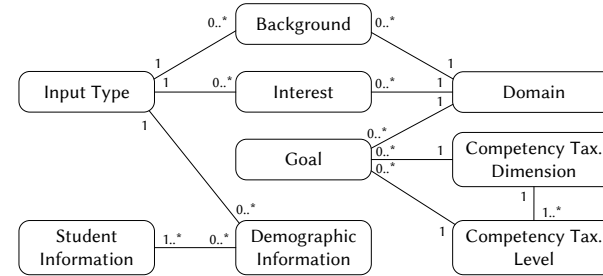 Background
0..*
0..*
1
1
Input Type
1
0..*
Interest
0..*
1
Domain
1
1
0..*
Goal
0..*
1
Competency Tax.
Dimension
0..*
1
0..*
1
1..*
Student
Information
1..*
0..*
Demographic
Information
Competency Tax.
Level